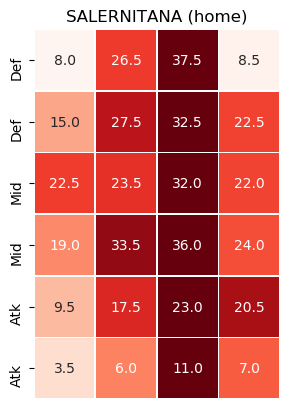 SALERNITANA (home)
Def 8.0 26.5 37.5 8.5
Def 15.0 27.5 32.5 22.5
Mid 22.5 23.5 32.0 22.0
Mid 19.0 33.5 36.0 24.0
Atk 9.5 17.5 23.0 20.5
Atk 3.5 6.0 11.0 7.0